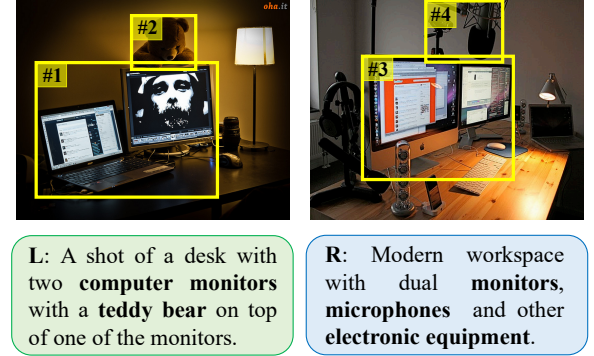 oha.it
#2
#1
#4
#3
L: A shot of a desk with
two computer monitors
with a teddy bear on top
of one of the monitors.
R: Modern workspace
with dual monitors,
microphones and other
electronic equipment.